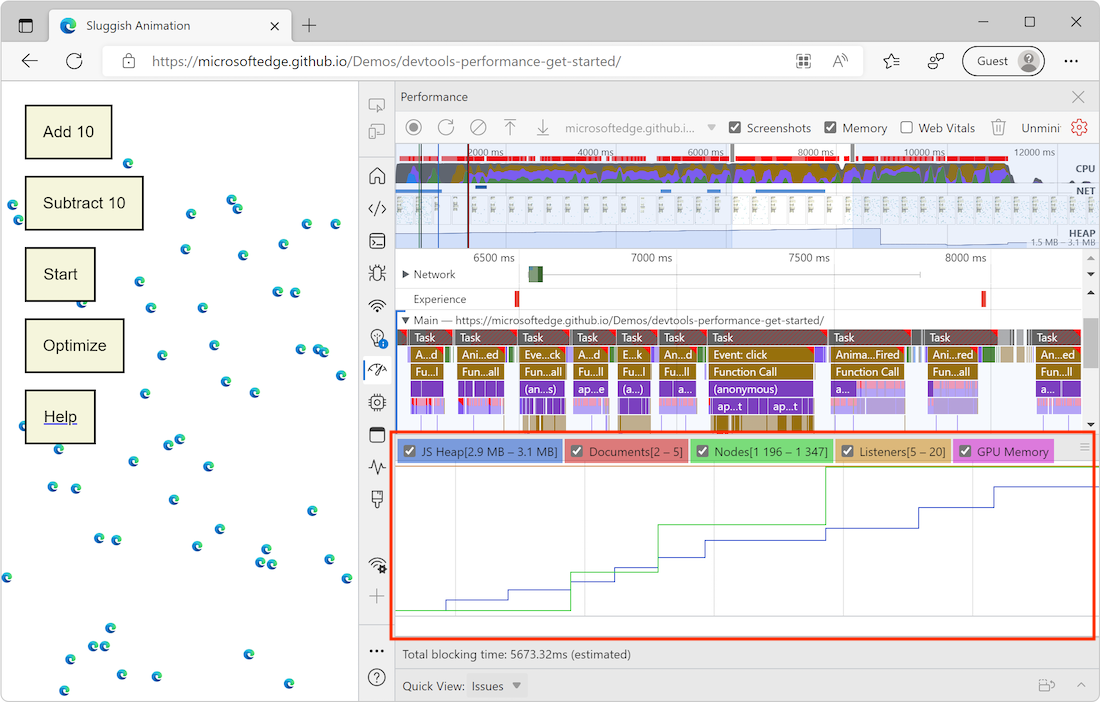 Sluggish Animation
https://microsoftedge.github.io/Demos/devtools-performance-get-started/
Guest
Add 10
Subtract 10
Start
Optimize
Help
Performance
microsoftedge.github.i... Screenshots Memory Web Vitals Unmini
2000 ms 4000 ms 6000 ms 8000 ms 10000 ms 12000 ms
CPU
NET
HEAP
1.5 MB – 3.1 MB
6500 ms 7000 ms 7500 ms 8000 ms
Network
Experience
Main — https://microsoftedge.github.io/Demos/devtools-performance-get-started/
Task Task Task Task Task Task Task Task Task Task
A...d Ani...ed Eve...ck A...d E...k An...d Event: click Anima...Fired Ani...red An...ed
Fu...l Fun...all Fun...all Fu...ll Fu...l Fu...ll Function Call Function Call Fun...all Fu...ll
(an...s) ap...e (a...) a... (anonymous) a... a...
ap...t ap...t
JS Heap[2.9 MB – 3.1 MB] Documents[2 – 5] Nodes[1 196 – 1 347] Listeners[5 – 20] GPU Memory
Total blocking time: 5673.32ms (estimated)
Quick View: Issues